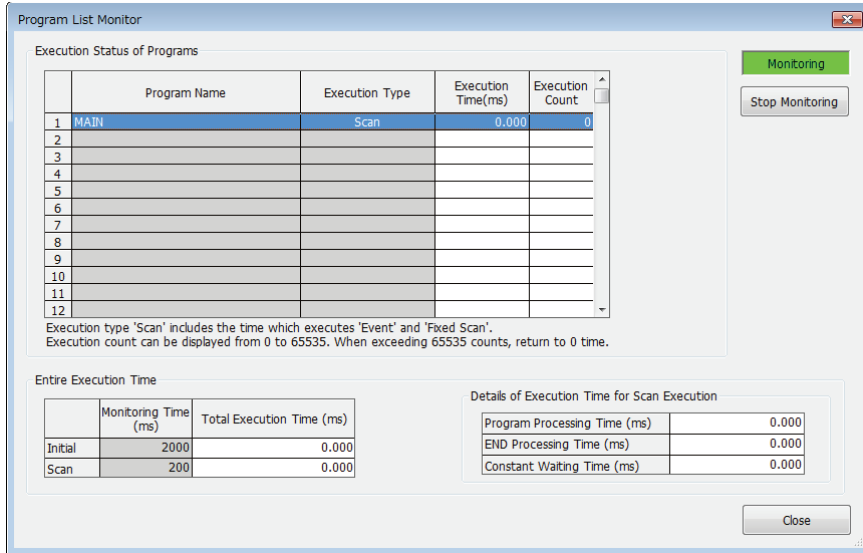 Program List Monitor
Execution Status of Programs
Monitoring
Stop Monitoring
Program Name Execution Type Execution Time(ms) Execution Count
1 MAIN Scan 0.000 0
2
3
4
5
6
7
8
9
10
11
12
Execution type 'Scan' includes the time which executes 'Event' and 'Fixed Scan'.
Execution count can be displayed from 0 to 65535. When exceeding 65535 counts, return to 0 time.
Entire Execution Time
Monitoring Time (ms) Total Execution Time (ms)
Initial 2000 0.000
Scan 200 0.000
Details of Execution Time for Scan Execution
Program Processing Time (ms) 0.000
END Processing Time (ms) 0.000
Constant Waiting Time (ms) 0.000
Close